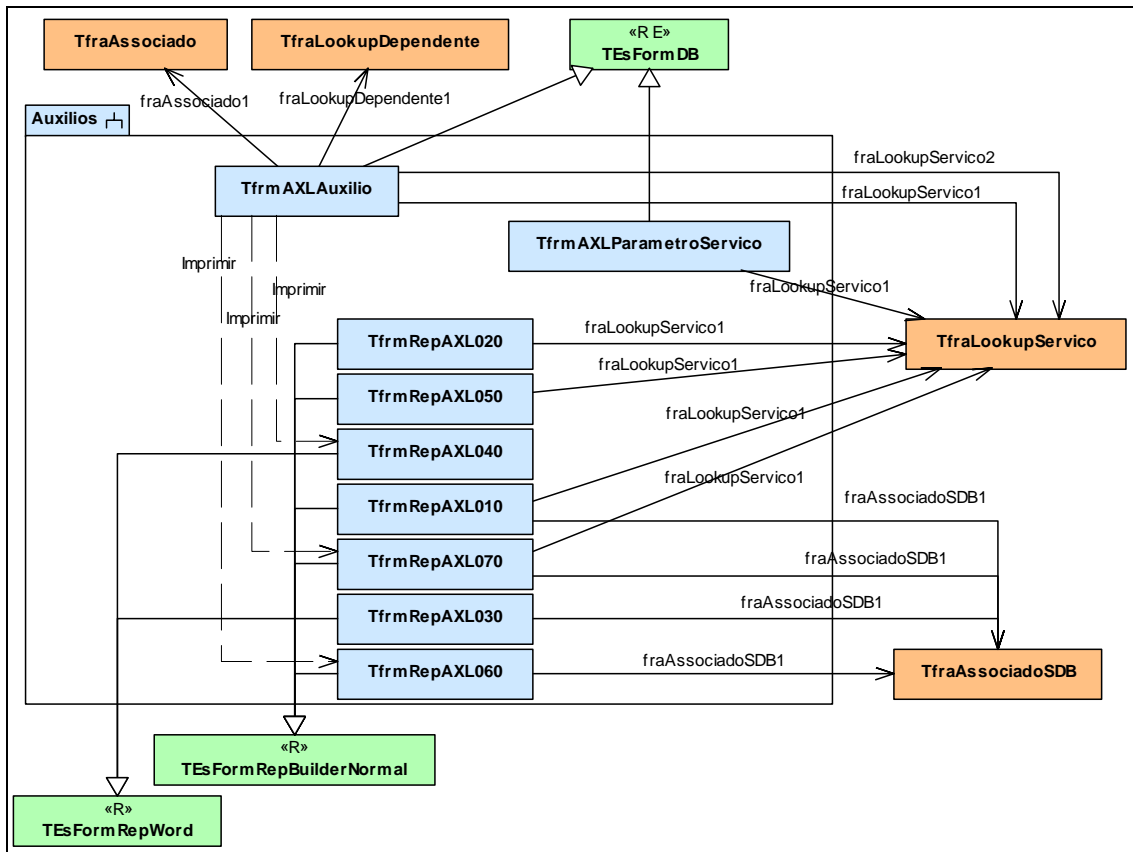 TfraAssociado
TfraLookupDependente
«R E»
TEsFormDB
fraAssociado1
fraLookupDependente1
Auxilios
TfrmAXLAuxilio
fraLookupServico2
fraLookupServico1
TfrmAXLParametroServico
Imprimir
Imprimir
Imprimir
fraLookupServico1
TfrmRepAXL020
fraLookupServico1
TfraLookupServico
TfrmRepAXL050
fraLookupServico1
TfrmRepAXL040
fraLookupServico1
TfrmRepAXL010
fraLookupServico1
fraAssociadoSDB1
TfrmRepAXL070
fraAssociadoSDB1
TfrmRepAXL030
fraAssociadoSDB1
TfrmRepAXL060
fraAssociadoSDB1
TfraAssociadoSDB
«R»
TEsFormRepBuilderNormal
«R»
TEsFormRepWord